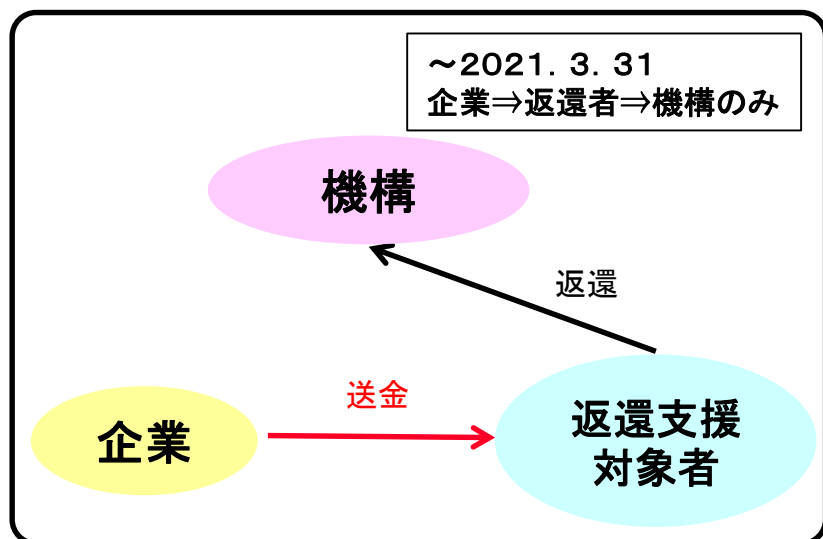 ～2021. 3. 31
企業⇒返還者⇒機構のみ
機構
返還
送金
企業
返還支援
対象者